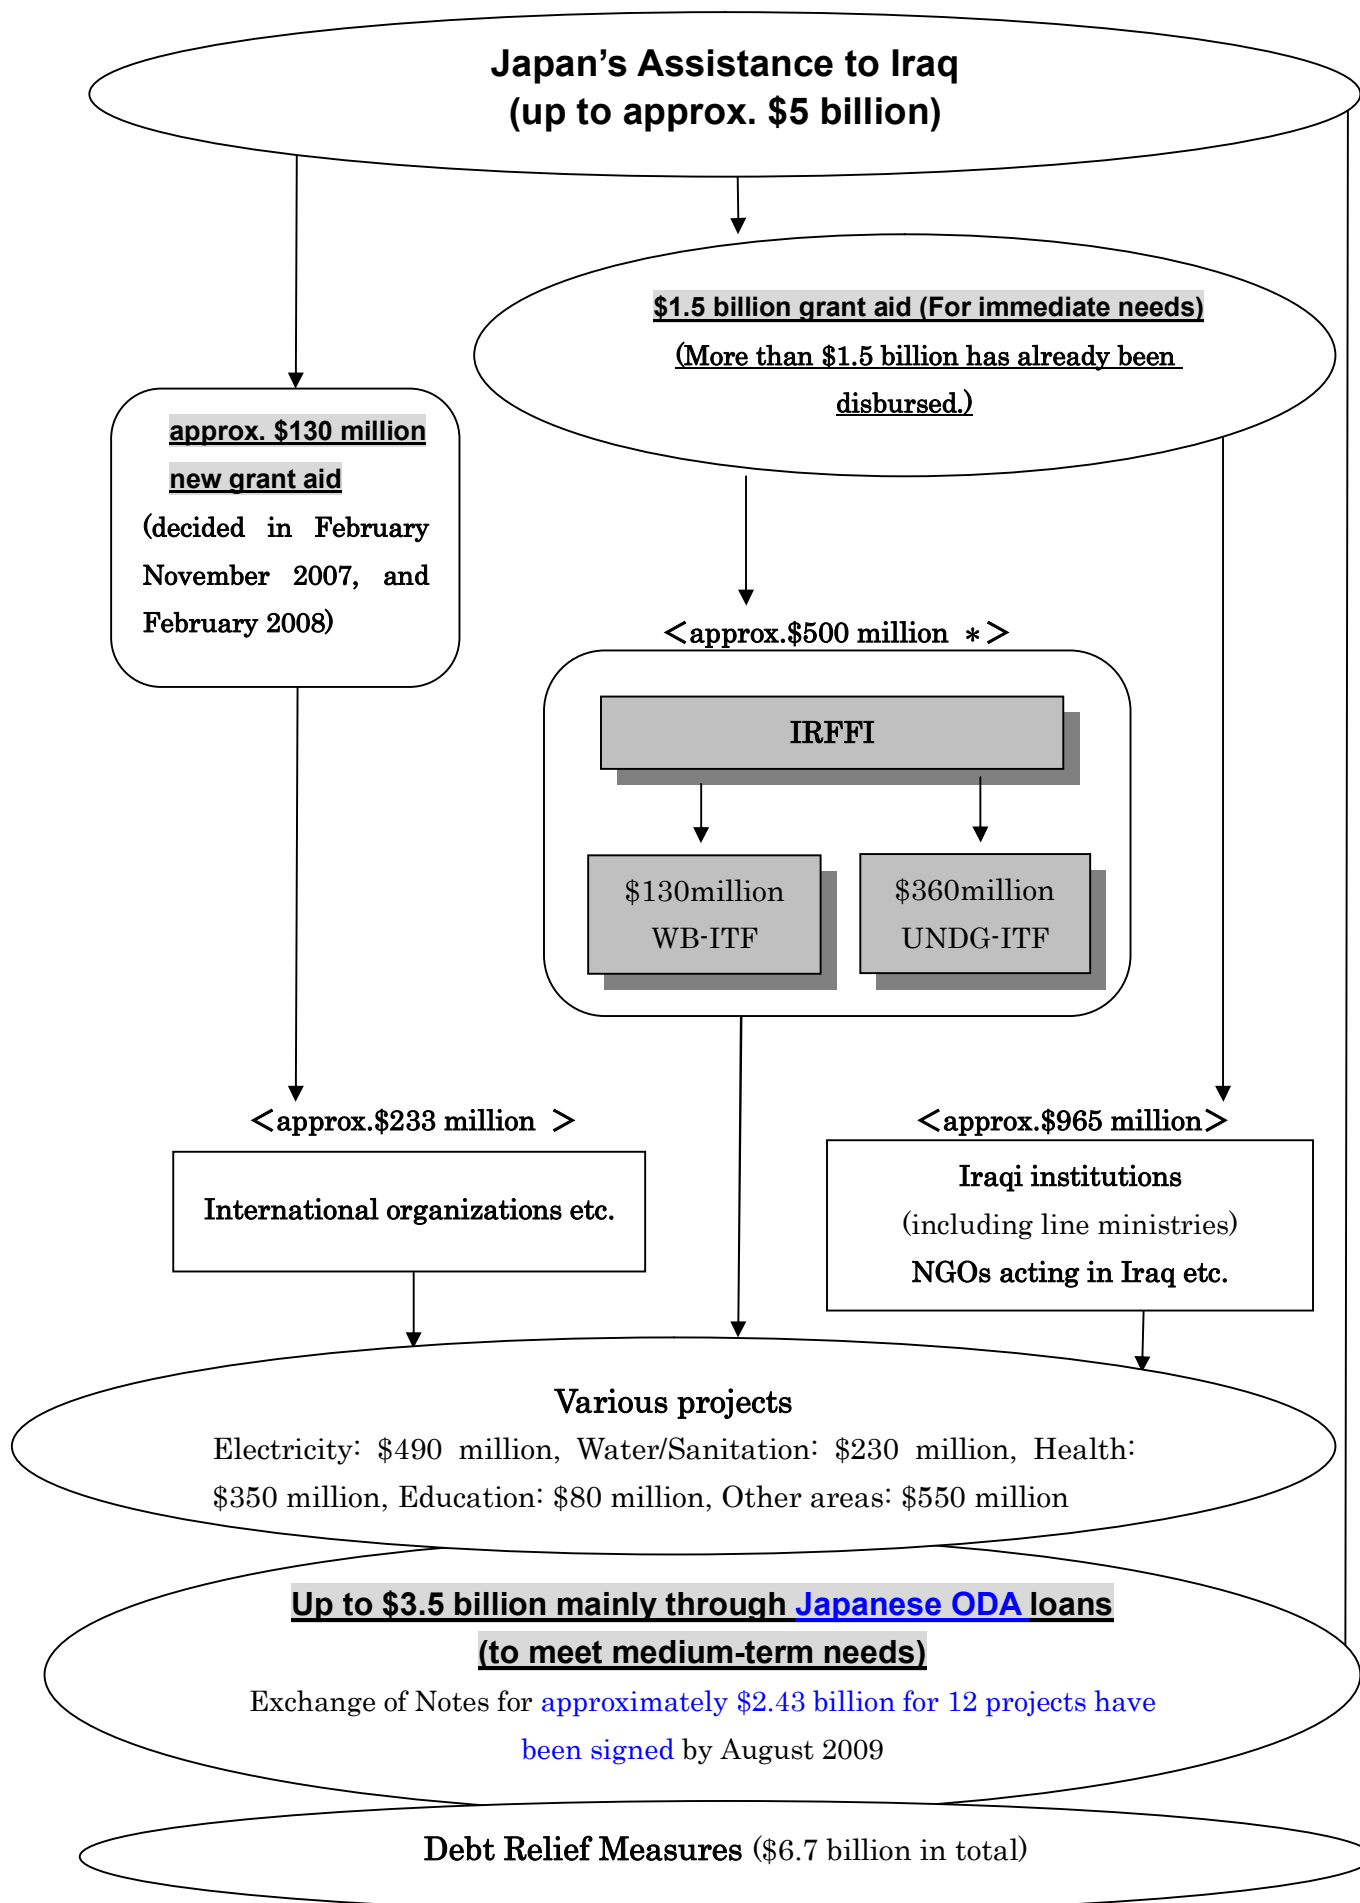 Japan’s Assistance to Iraq
(up to approx. $5 billion)
$1.5 billion grant aid (For immediate needs)
(More than $1.5 billion has already been
disbursed.)
approx. $130 million
new grant aid
(decided in February
November 2007, and
February 2008)
<approx.$500 million *>
IRFFI
$130million
WB-ITF
$360million
UNDG-ITF
<approx.$233 million >
International organizations etc.
<approx.$965 million>
Iraqi institutions
(including line ministries)
NGOs acting in Iraq etc.
Various projects
Electricity: $490 million, Water/Sanitation: $230 million, Health:
$350 million, Education: $80 million, Other areas: $550 million
Up to $3.5 billion mainly through Japanese ODA loans
(to meet medium-term needs)
Exchange of Notes for approximately $2.43 billion for 12 projects have
been signed by August 2009
Debt Relief Measures ($6.7 billion in total)